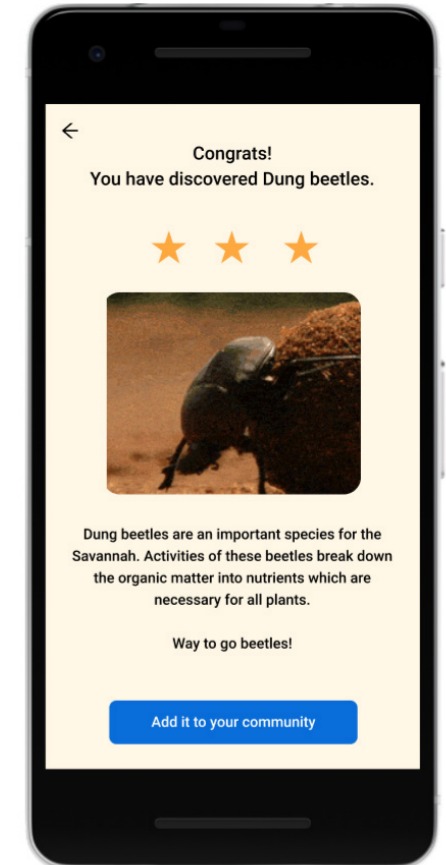 Congrats!
You have discovered Dung beetles.
Dung beetles are an important species for the
Savannah. Activities of these beetles break down
the organic matter into nutrients which are
necessary for all plants.
Way to go beetles!
Add it to your community